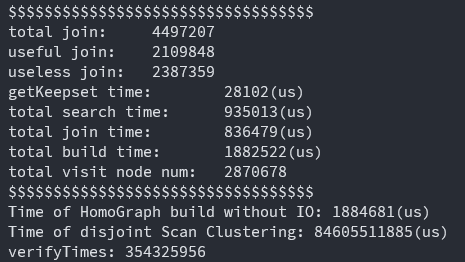 $$$$$$$$$$$$$$$$$$$$$$$$$$$$$$$$$$
total join:     4497207
useful join:    2109848
useless join:   2387359
getKeepset time:        28102(us)
total search time:      935013(us)
total join time:        836479(us)
total build time:       1882522(us)
total visit node num:   2870678
$$$$$$$$$$$$$$$$$$$$$$$$$$$$$$$$$$
Time of HomoGraph build without IO: 1884681(us)
Time of disjoint Scan Clustering: 84605511885(us)
verifyTimes: 354325956